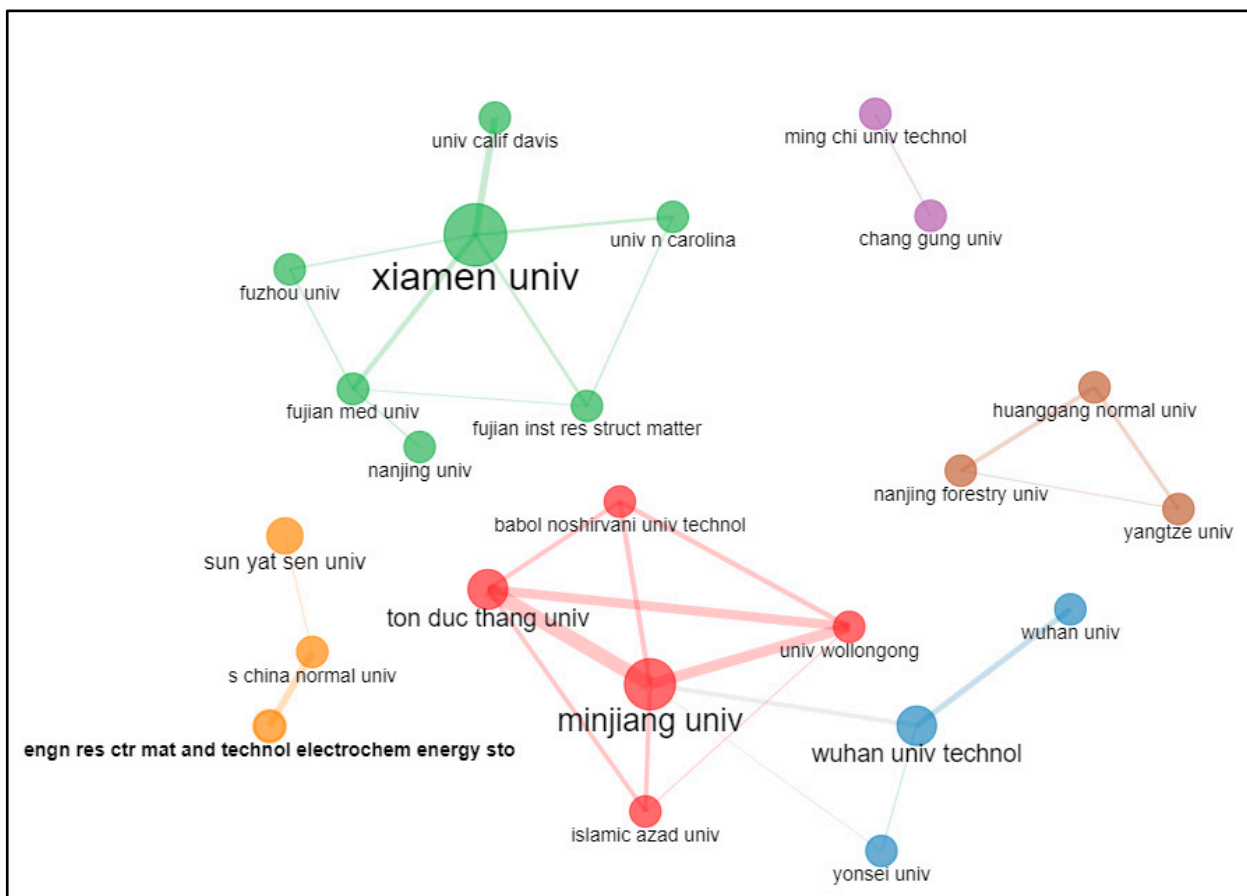 ming chi univ technol
univ calif davis
chang gung univ
univ n carolina
fuzhou univ
xiamen univ
huanggang normal univ
fujian med univ
fujian inst res struct matter
nanjing univ
nanjing forestry univ
babol noshirvani univ technol
yangtze univ
sun yat sen univ
ton duc thang univ
wuhan univ
univ wollongong
s china normal univ
minjiang univ
engn res ctr mat and technol electrochem energy sto
wuhan univ technol
islamic azad univ
yonsei univ